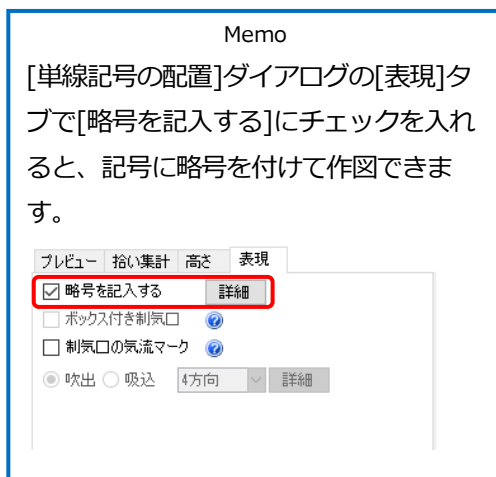 Memo
[単線記号の配置]ダイアログの[表現]タ
ブで[略号を記入する]にチェックを入れ
ると、記号に略号を付けて作図できま
す。
プレビュー 拾い集計 高さ 表現
略号を記入する 詳細
ボックス付き制気口 ?
制気口の気流マーク ?
吹出 吸込 4方向 詳細